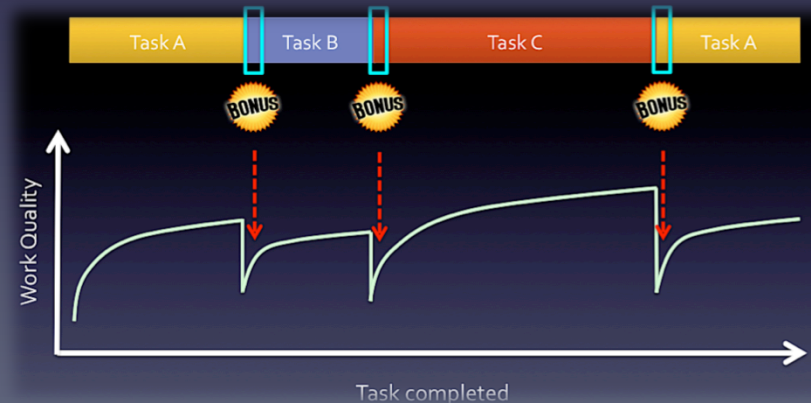 Task A
Task B
Task C
Task A
BONUS
BONUS
BONUS
Work Quality
Task completed